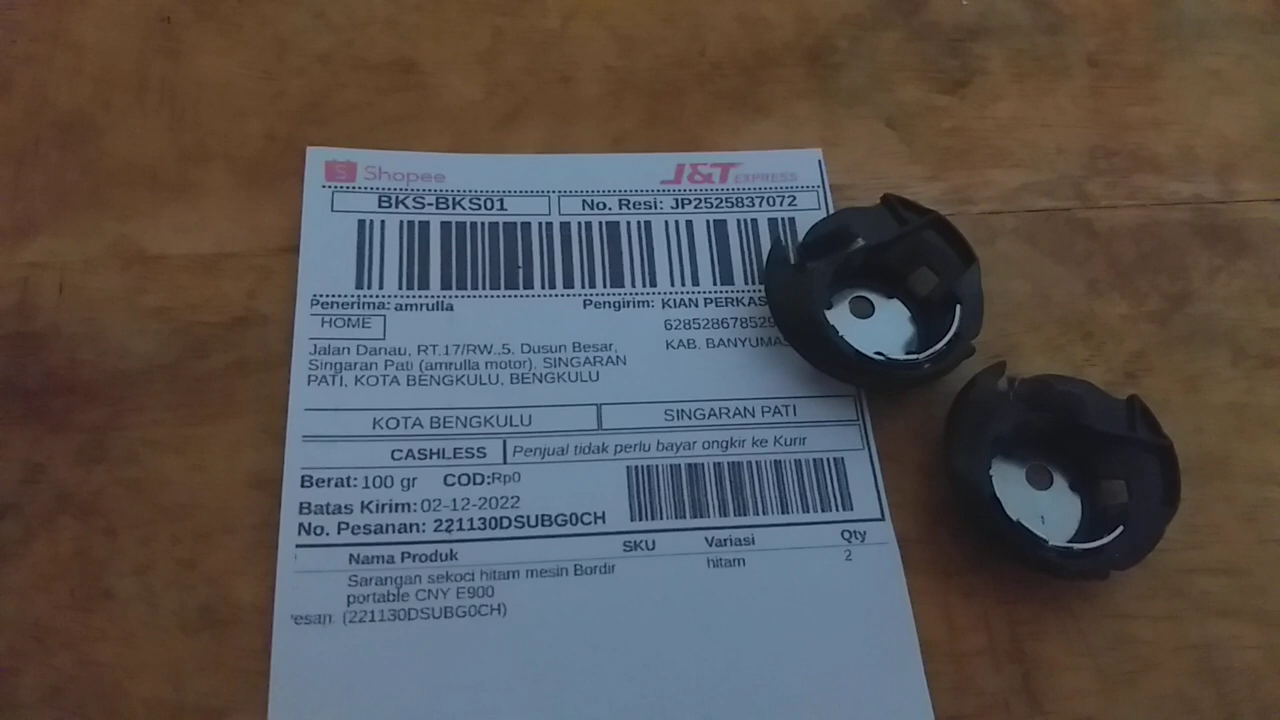 Shopee
J&T EXPRESS
BKS-BKS01
No. Resi: JP2525837072
Penerima: amrulla
Pengirim: KIAN
HOME
KAB.
Jalan Danau, RT.17/RW..5, Dusun Besar,
Singaran Pati (amrulla motor), SINGARAN
PATI, KOTA BENGKULU, BENGKULU
KOTA BENGKULU
SINGARAN PATI
CASHLESS
Penjual tidak perlu bayar ongkir ke Kurir
Berat: 100 gr COD:Rp0
Batas Kirim: 02-12-2022
No. Pesanan: 221130DSUBG0CH
Nama Produk SKU Variasi Qty
Sarangan sekoci hitam mesin Bordir hitam 2
portable CNY E900
esan: (221130DSUBG0CH)